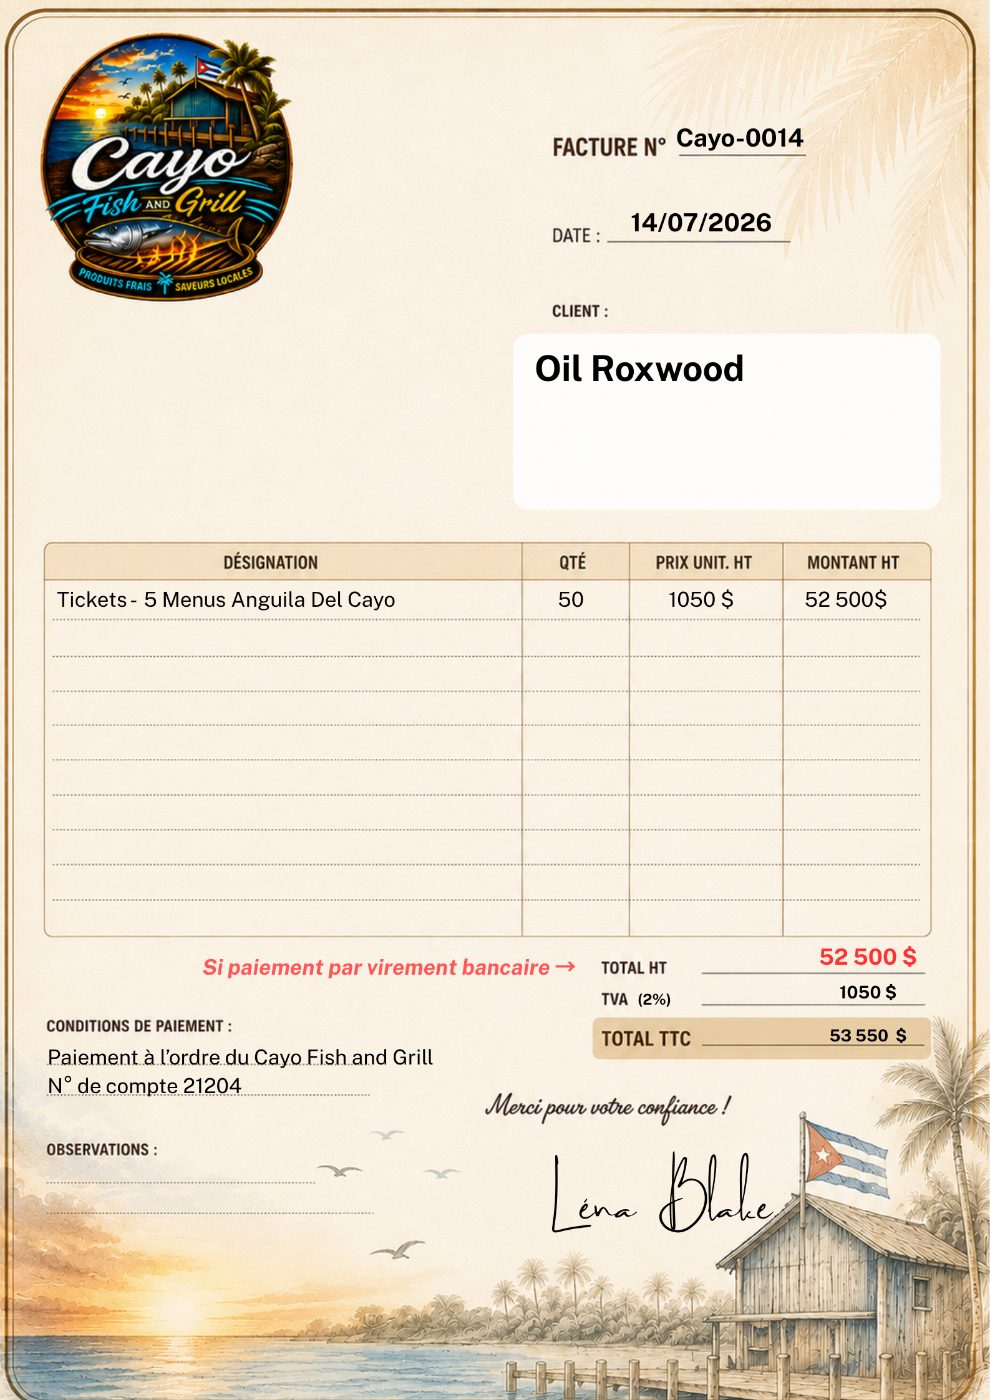 Cayo
Fish AND Grill
PRODUITS FRAIS SAVEURS LOCALES
FACTURE N° Cayo-0014
DATE : 14/07/2026
CLIENT :
Oil Roxwood
DÉSIGNATION QTÉ PRIX UNIT. HT MONTANT HT
Tickets - 5 Menus Anguila Del Cayo 50 1050 $ 52 500$
Si paiement par virement bancaire → TOTAL HT 52 500 $
TVA (2%) 1050 $
TOTAL TTC 53 550 $
CONDITIONS DE PAIEMENT :
Paiement à l'ordre du Cayo Fish and Grill
N° de compte 21204
Merci pour votre confiance !
OBSERVATIONS :
Léna Blake